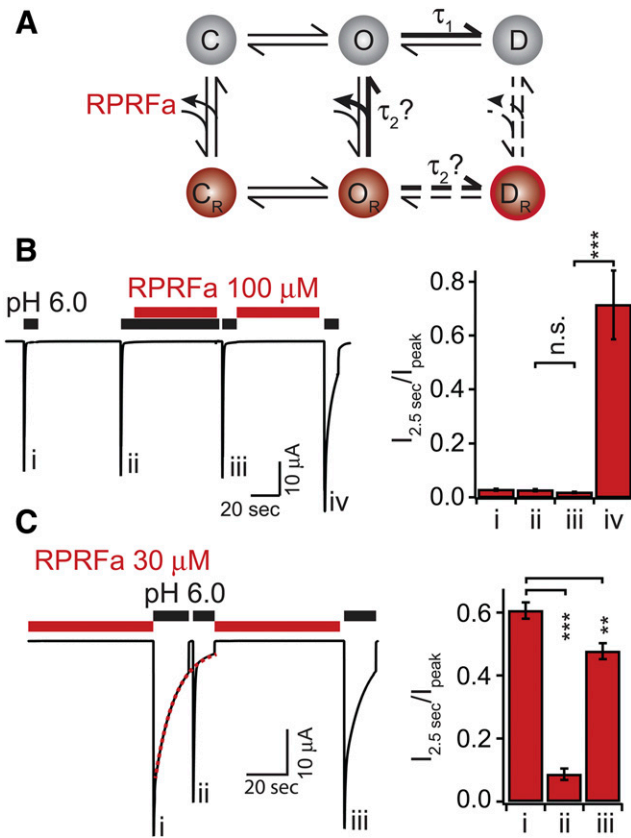 A
C O τ1 D
RPRFa
τ2?
τ2?
CR OR DR
B
RPRFa 100 µM
pH 6.0
i ii iii iv
20 sec
10 µA
I2.5 sec/Ipeak
0.8
0.6
0.4
0.2
0.0
n.s.
***
i ii iii iv
C
RPRFa 30 µM
pH 6.0
i ii iii
20 sec
10 µA
I2.5 sec/Ipeak
0.6
0.4
0.2
0.0
***
**
i ii iii